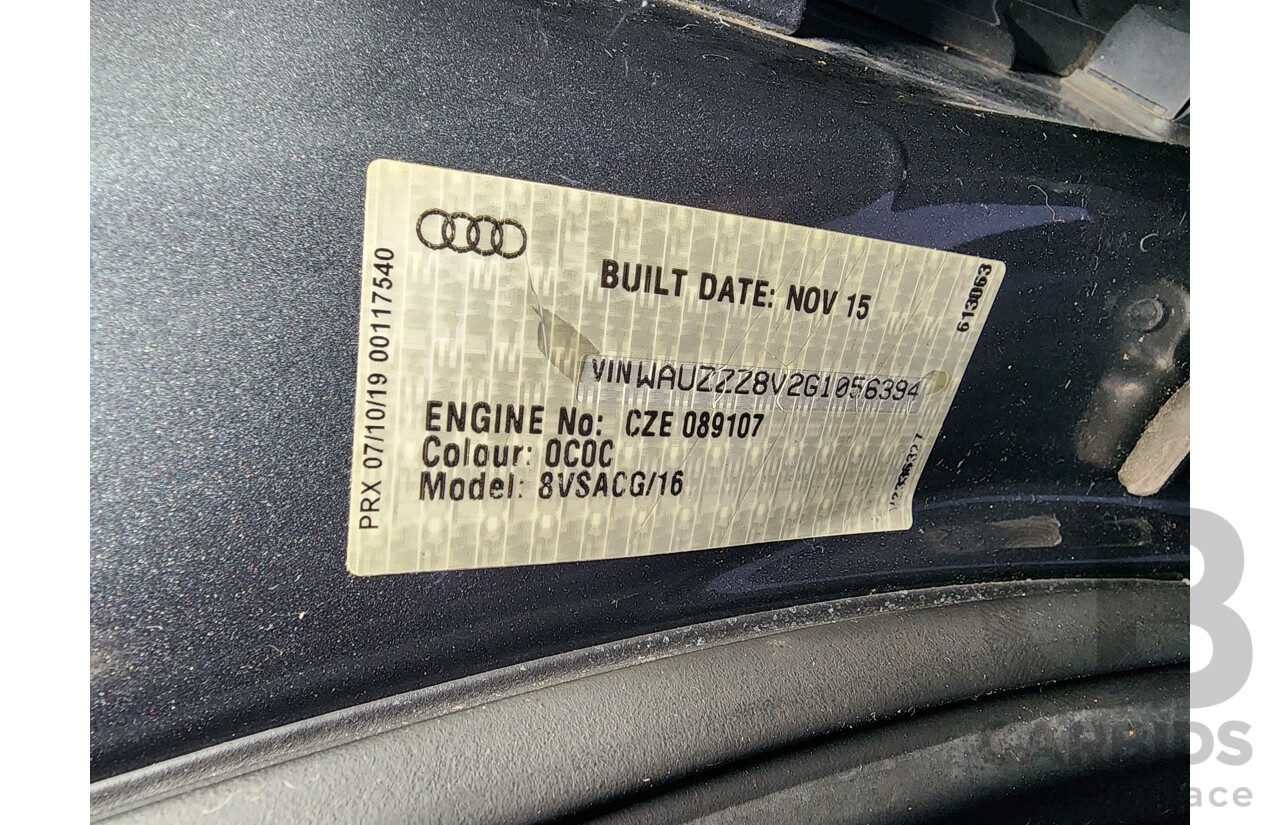 BUILT DATE: NOV 15
VINWAUZZZ8V2G1056394
ENGINE No: CZE 089107
Colour: 0C0C
Model: 8VSACG/16
PRX 07/10/19 00117540
613063
B
CARBIDS